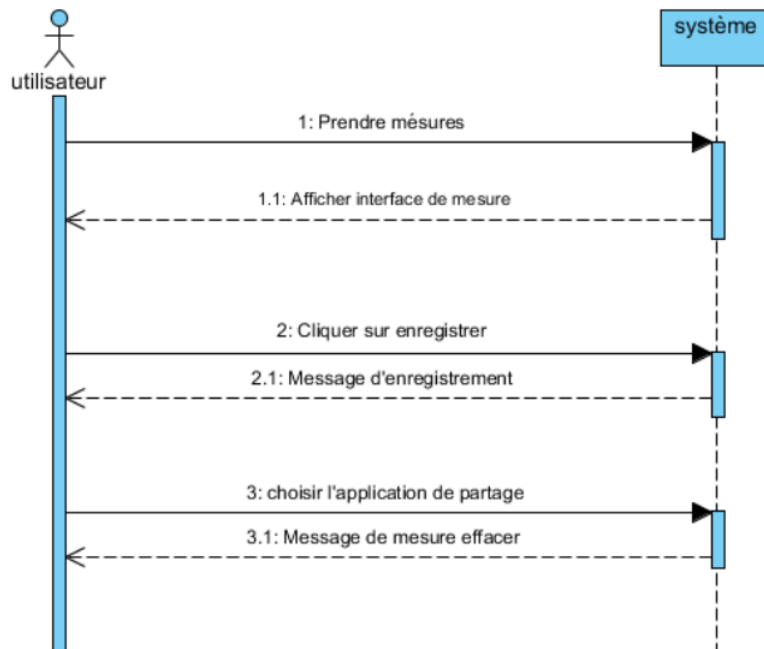 utilisateur
système
1: Prendre mésures
1.1: Afficher interface de mesure
2: Cliquer sur enregistrer
2.1: Message d'enregistrement
3: choisir l'application de partage
3.1: Message de mesure effacer